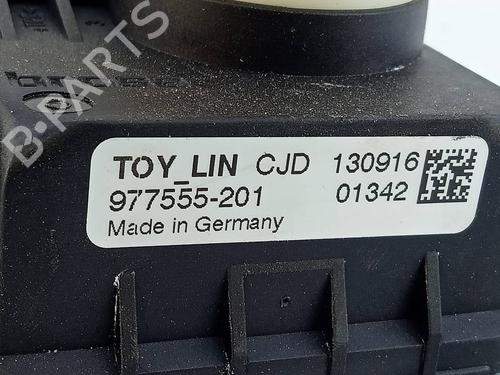 B-PARTS
TOY_LIN CJD 130916
977555-201 01342
Made in Germany